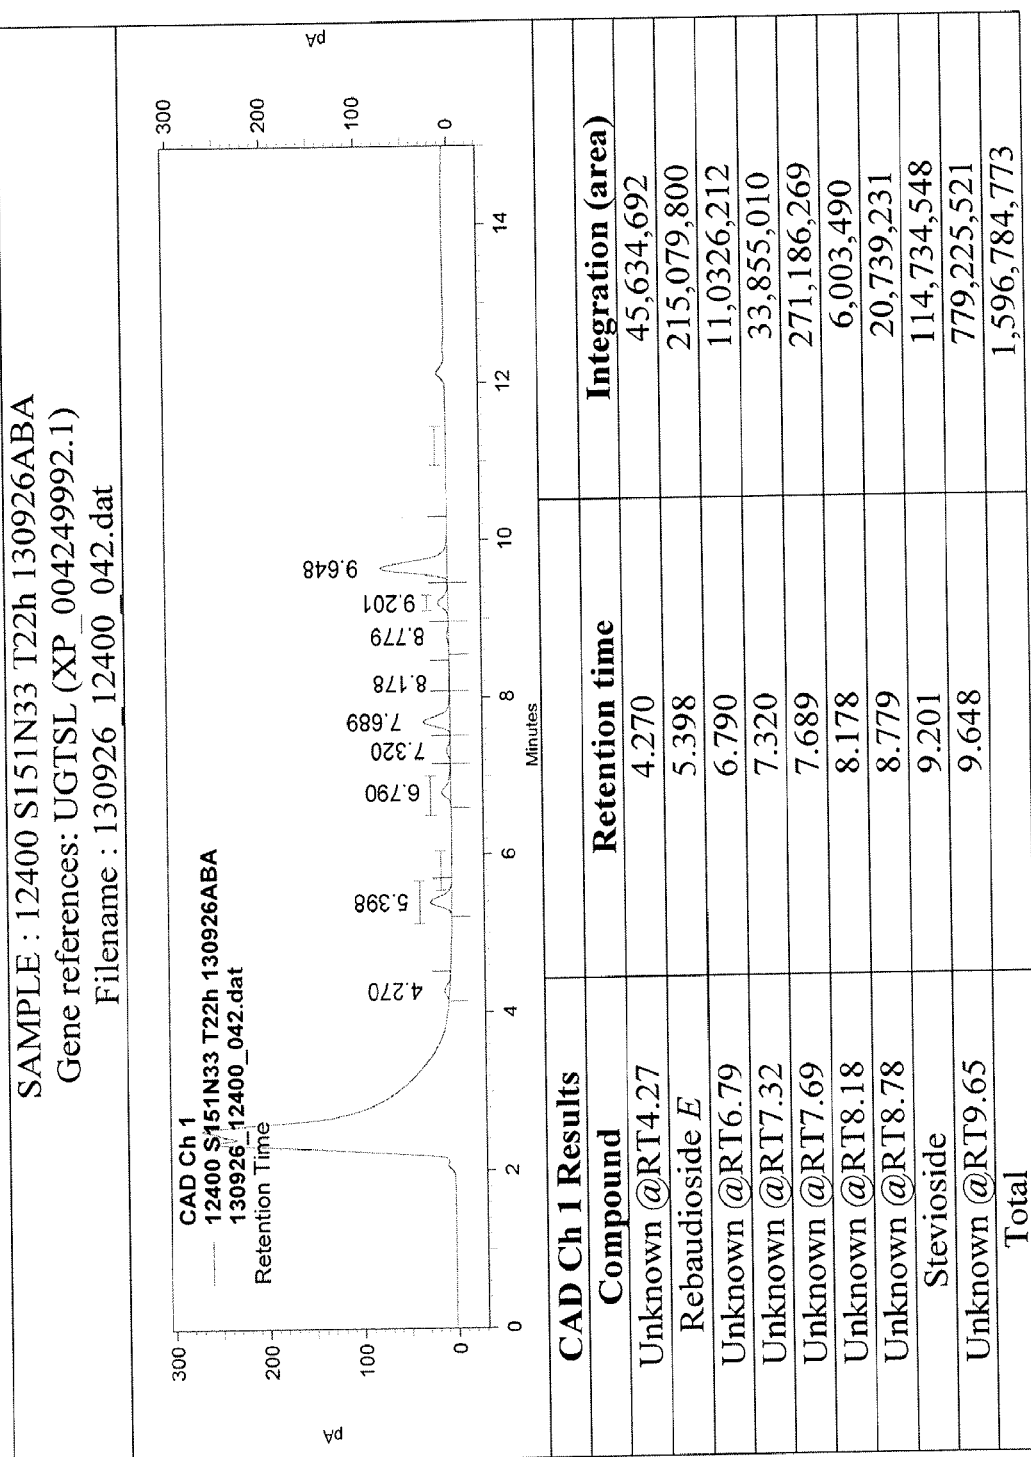 SAMPLE : 12400 S151N33 T22h 130926ABA
Gene references: UGTSL (XP_004249992.1)
Filename : 130926_12400_042.dat
CAD Ch 1
12400 S151N33 T22h 130926ABA
130926_12400_042.dat
Retention Time
300
200
100
0
pA
300
200
100
0
pA
4.270
5.398
6.790
7.320
7.689
8.178
8.779
9.201
9.648
0
2
4
6
8
10
12
14
Minutes
CAD Ch 1 Results
Compound Retention time Integration (area)
Unknown @RT4.27 4.270 45,634,692
Rebaudioside E 5.398 215,079,800
Unknown @RT6.79 6.790 11,0326,212
Unknown @RT7.32 7.320 33,855,010
Unknown @RT7.69 7.689 271,186,269
Unknown @RT8.18 8.178 6,003,490
Unknown @RT8.78 8.779 20,739,231
Stevioside 9.201 114,734,548
Unknown @RT9.65 9.648 779,225,521
Total 1,596,784,773